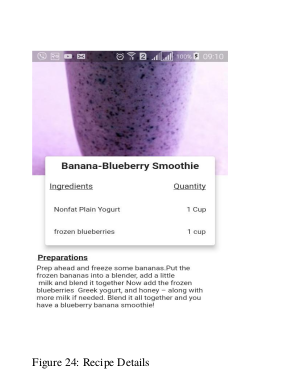 100% 09:10
Banana-Blueberry Smoothie
Ingredients Quantity
Nonfat Plain Yogurt 1 Cup
frozen blueberries 1 Cup
Preparations
Prep ahead and freeze some bananas.Put the
frozen bananas into a blender, add a little
milk and blend it together Now add the frozen
blueberries. Greek yogurt, and honey – along with
more milk if needed. Blend it all together and you
have a blueberry banana smoothie!
Figure 24: Recipe Details